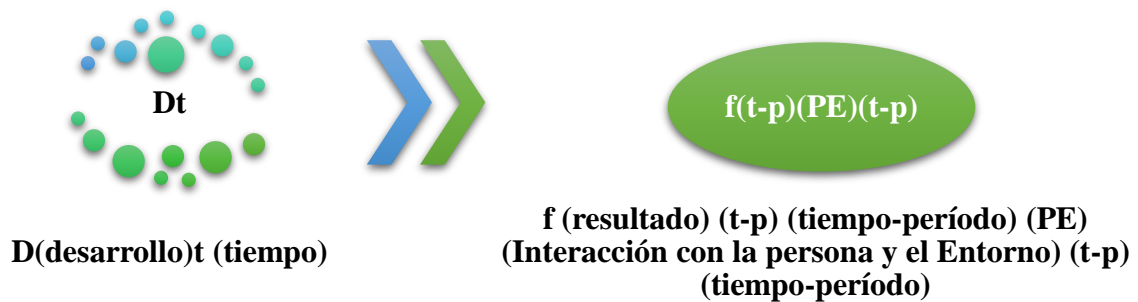 Dt
f(t-p)(PE)(t-p)
D(desarrollo)t (tiempo)
f (resultado) (t-p) (tiempo-período) (PE)
(Interacción con la persona y el Entorno) (t-p)
(tiempo-período)